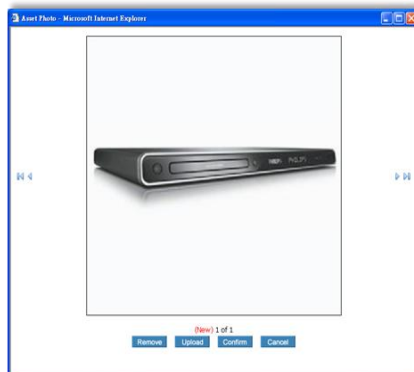 Asset Photo - Microsoft Internet Explorer
PHILIPS
(New) 1 of 1
Remove Upload Confirm Cancel